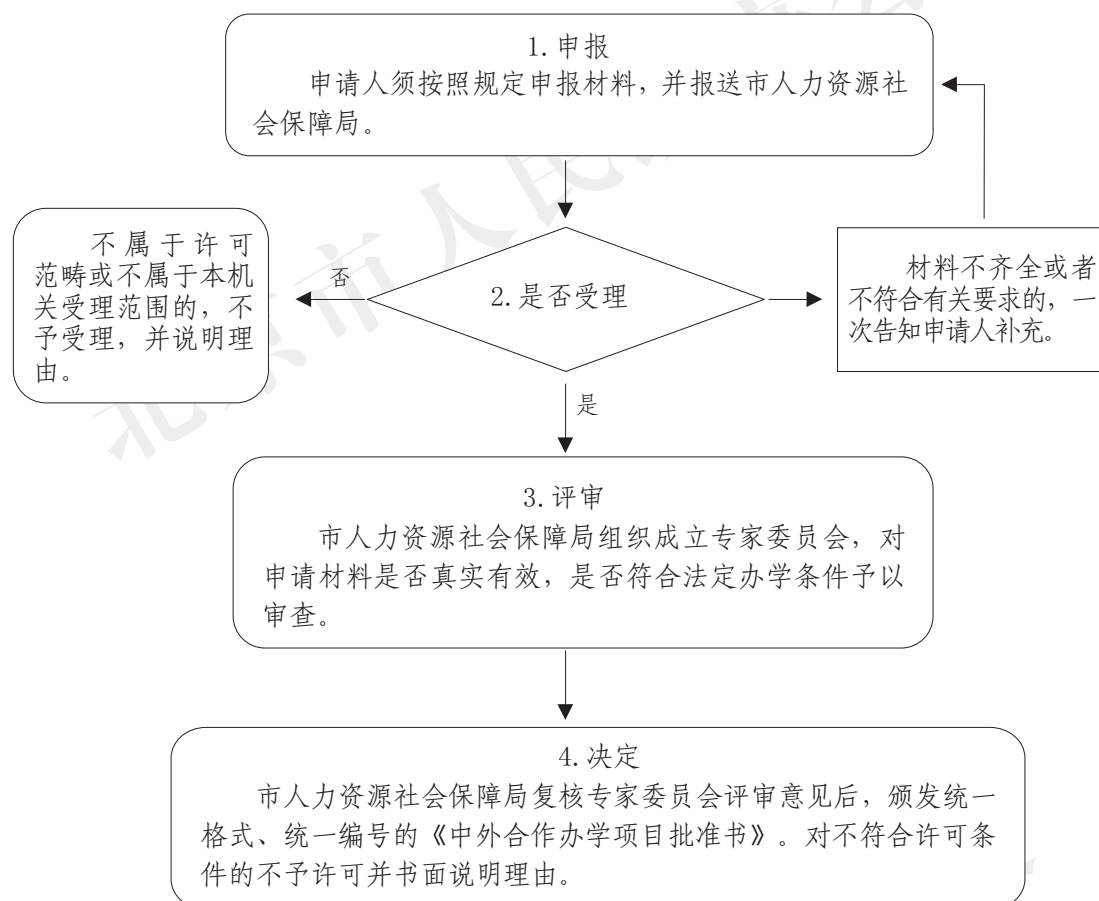 1.申报
申请人须按照规定申报材料，并报送市人力资源社
会保障局。
不属于许可
范畴或不属于本机
关受理范围的，不
予受理，并说明理
由。
否
2.是否受理
材料不齐全或者
不符合有关要求的，一
次告知申请人补充。
是
3.评审
市人力资源社会保障局组织成立专家委员会，对
申请材料是否真实有效，是否符合法定办学条件予以
审查。
4.决定
市人力资源社会保障局复核专家委员会评审意见后，颁发统一
格式、统一编号的《中外合作办学项目批准书》。对不符合许可条
件的不予许可并书面说明理由。
北京市人民